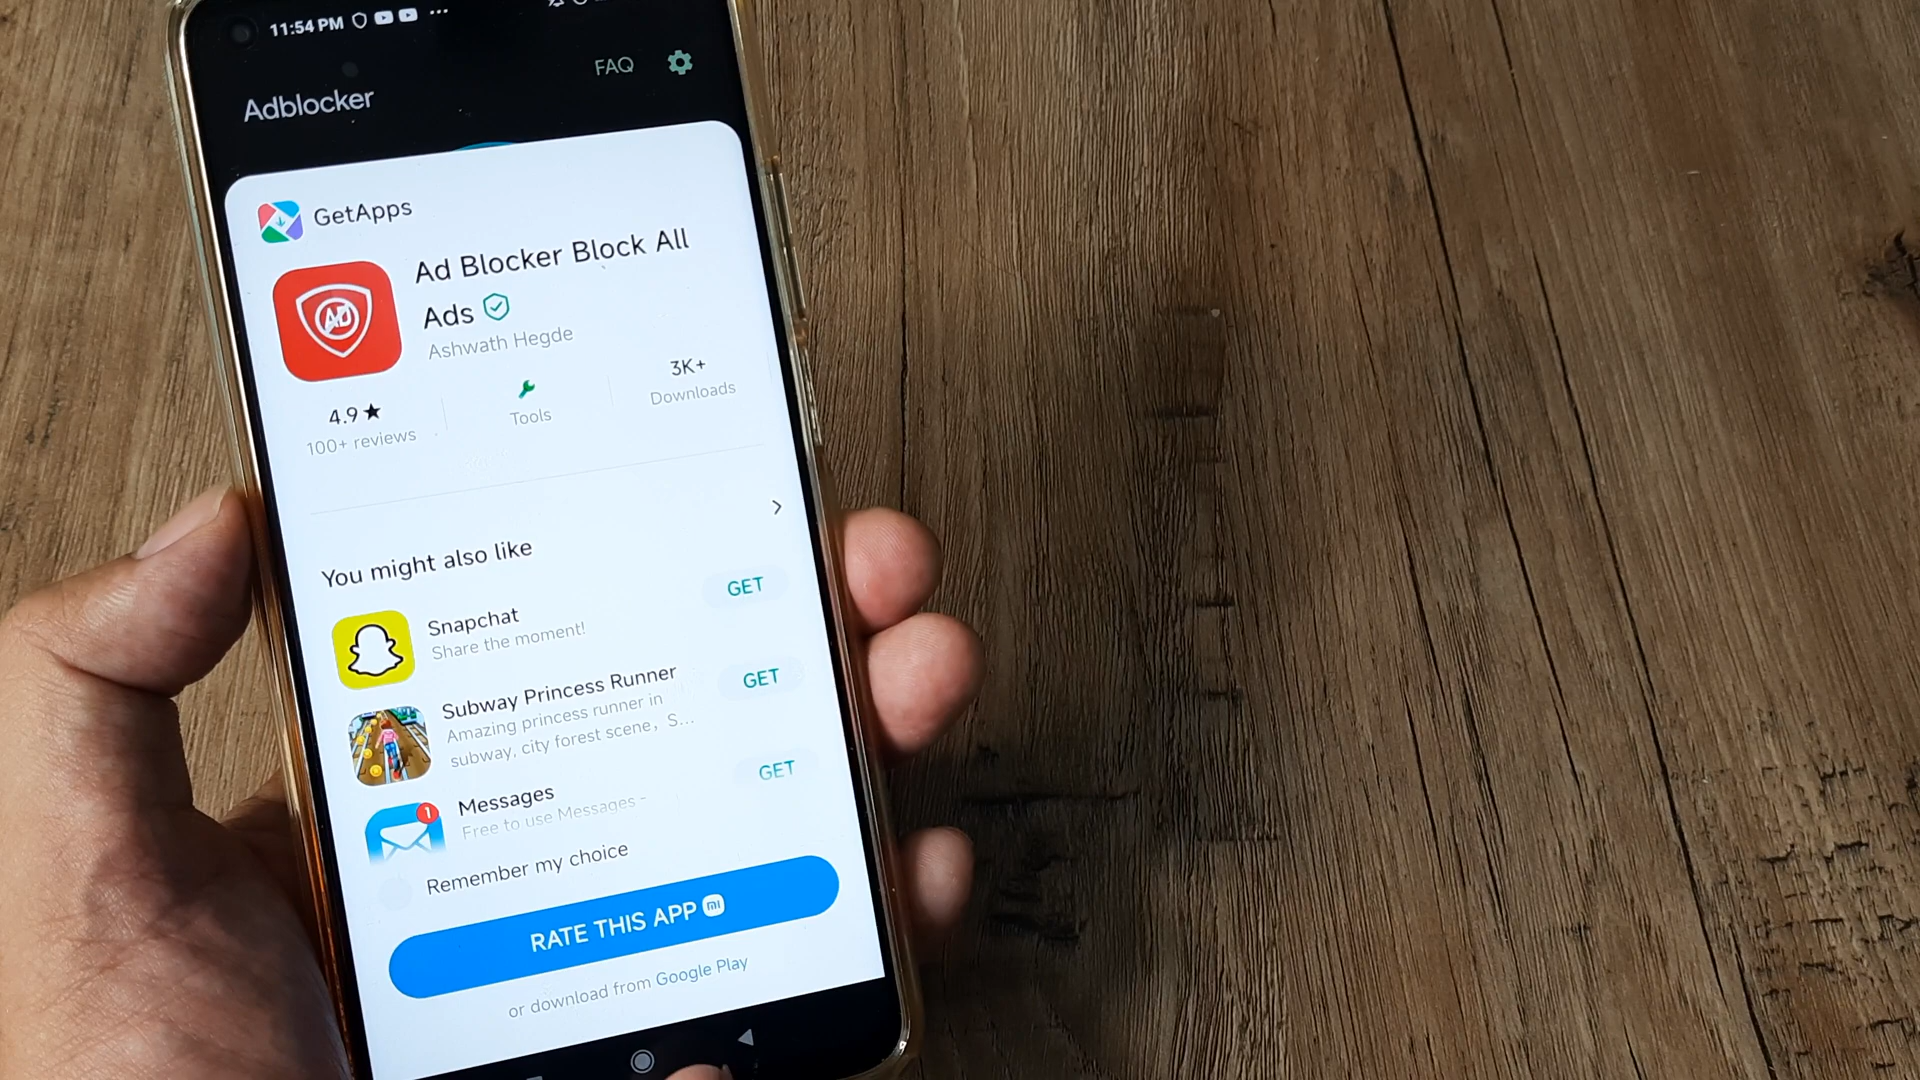 11:54 PM
FAQ
Adblocker
GetApps
Ad Blocker Block All
Ads
Ashwath Hegde
4.9★
100+ reviews
Tools
3K+
Downloads
You might also like
Snapchat
Share the moment!
GET
Subway Princess Runner
Amazing princess runner in
subway, city forest scene, S...
GET
1
Messages
Free to use Messages -
GET
Remember my choice
RATE THIS APP mi
or download from Google Play